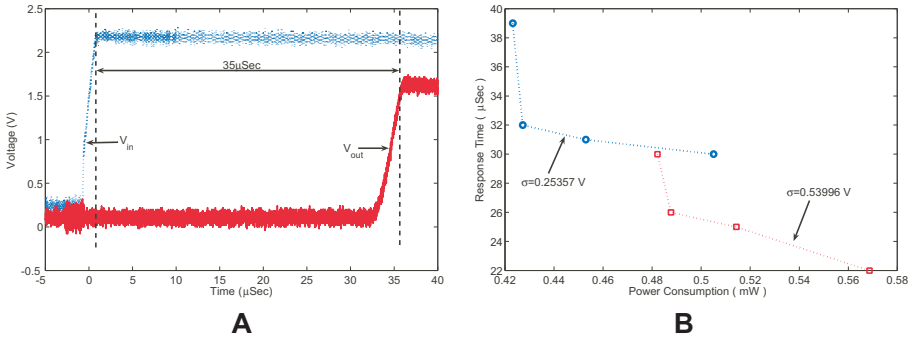 2.5
2
1.5
1
0.5
0
-0.5
-5 0 5 10 15 20 25 30 35 40
Voltage (V)
Time (μSec)
35μSec
V_in
V_out
A
40
38
36
34
32
30
28
26
24
22
0.42 0.44 0.46 0.48 0.5 0.52 0.54 0.56 0.58
Response Time ( μSec)
Power Consumption ( mW )
σ=0.25357 V
σ=0.53996 V
B